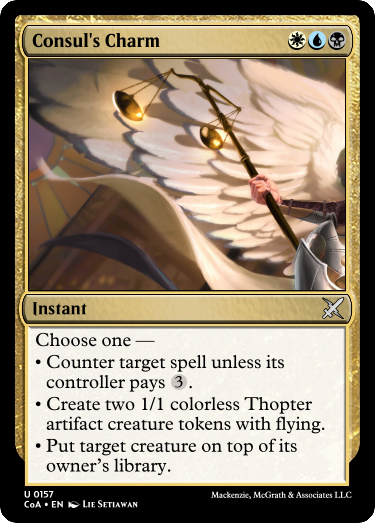 Consul's Charm
Instant
Choose one —
• Counter target spell unless its
controller pays 3.
• Create two 1/1 colorless Thopter
artifact creature tokens with flying.
• Put target creature on top of its
owner's library.
U 0157
CoA • EN Lie Setiawan
Mackenzie, McGrath & Associates LLC